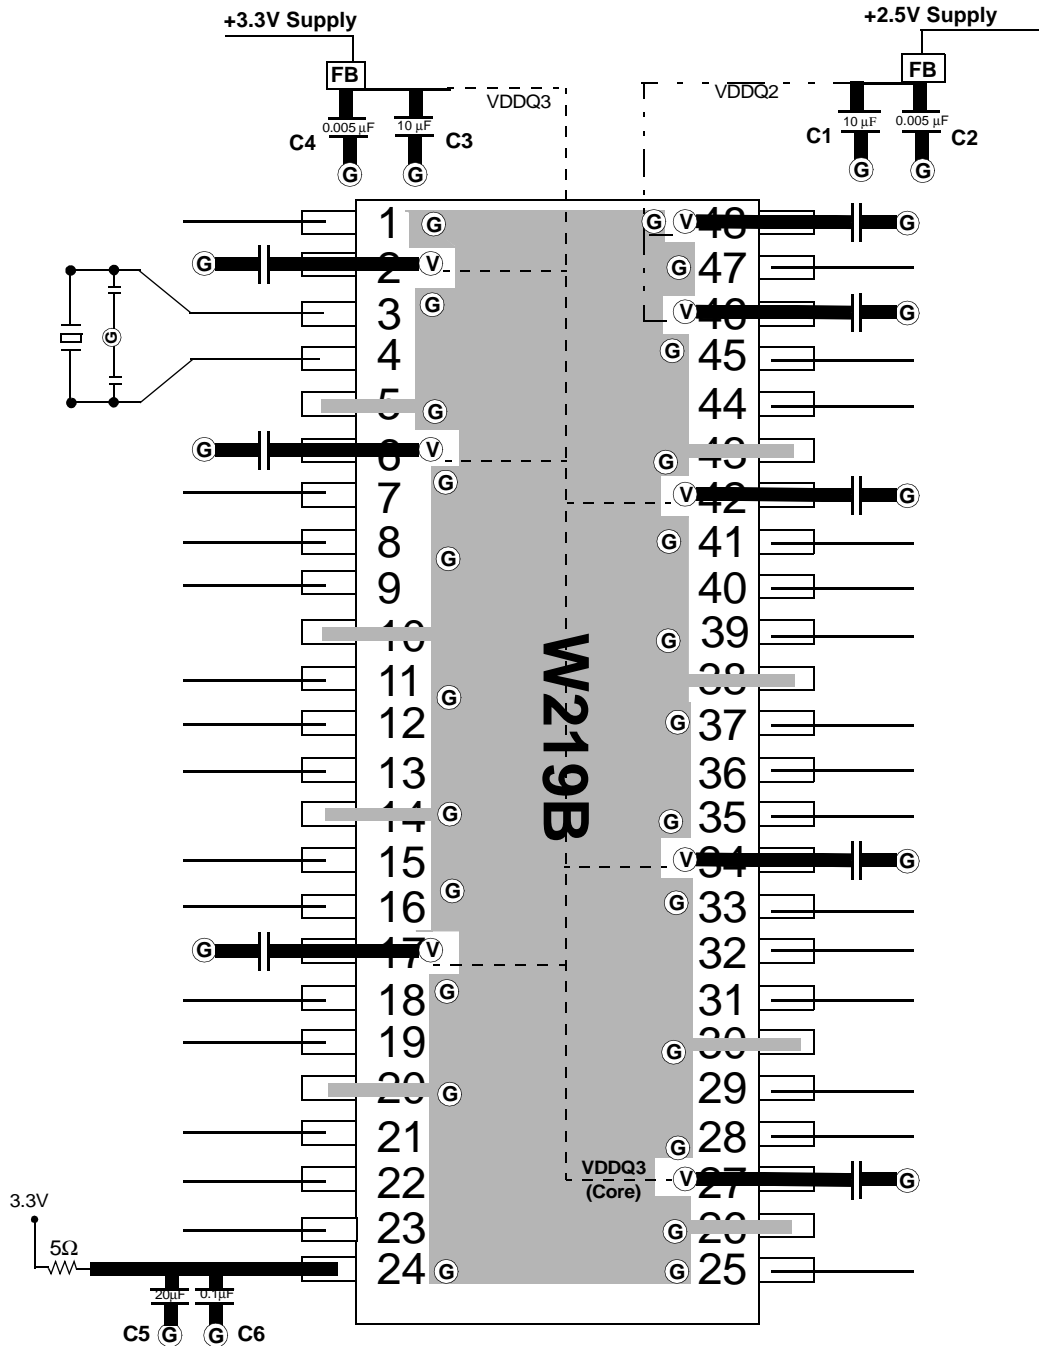 +3.3V Supply
+2.5V Supply
FB
FB
VDDQ3
VDDQ2
0.005 µF
10 µF
10 µF
0.005 µF
C4
C3
C1
C2
G
G
G
G
1
G
G
V
48
G
G
2
V
G
47
3
G
V
46
G
G
4
G
45
5
G
44
G
6
V
G
43
7
G
V
42
G
8
G
G
41
9
40
10
G
39
11
G
38
12
G
37
13
36
14
G
G
35
15
V
34
G
16
G
G
33
G
17
V
32
18
G
31
19
G
30
20
G
29
21
G
28
22
VDDQ3
(Core)
V
27
G
23
G
26
24
G
G
25
W219B
3.3V
5Ω
20µF
0.1µF
C5
G
G
C6